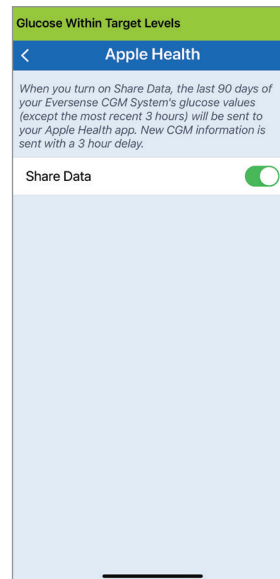 Glucose Within Target Levels
Apple Health
When you turn on Share Data, the last 90 days of
your Eversense CGM System's glucose values
(except the most recent 3 hours) will be sent to
your Apple Health app. New CGM information is
sent with a 3 hour delay.
Share Data